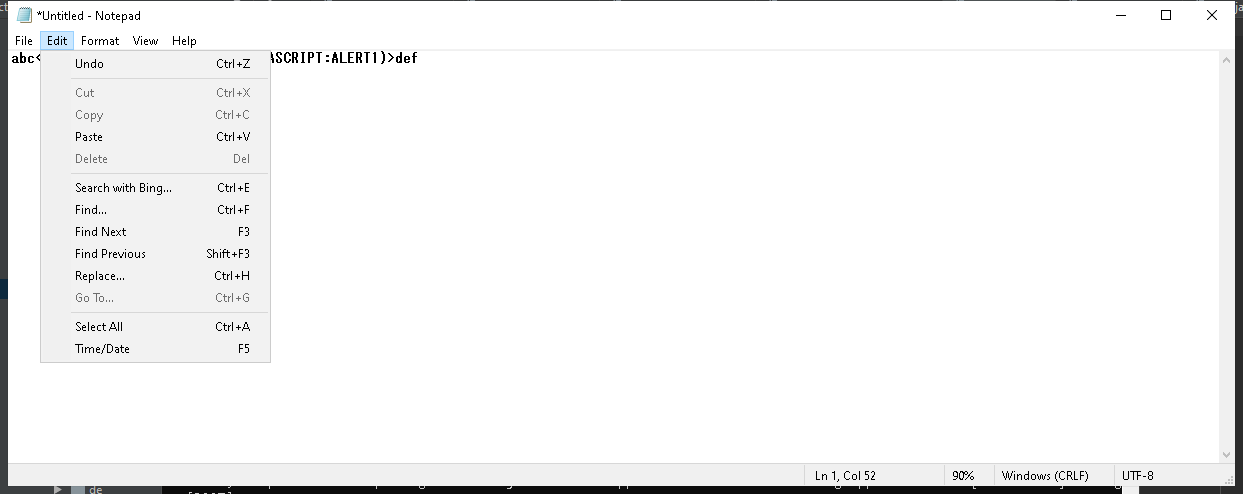 *Untitled - Notepad
File Edit Format View Help
abc< ASCRIPT:ALERT1)>def
Undo Ctrl+Z
Cut Ctrl+X
Copy Ctrl+C
Paste Ctrl+V
Delete Del
Search with Bing... Ctrl+E
Find... Ctrl+F
Find Next F3
Find Previous Shift+F3
Replace... Ctrl+H
Go To... Ctrl+G
Select All Ctrl+A
Time/Date F5
Ln 1, Col 52 90% Windows (CRLF) UTF-8
de